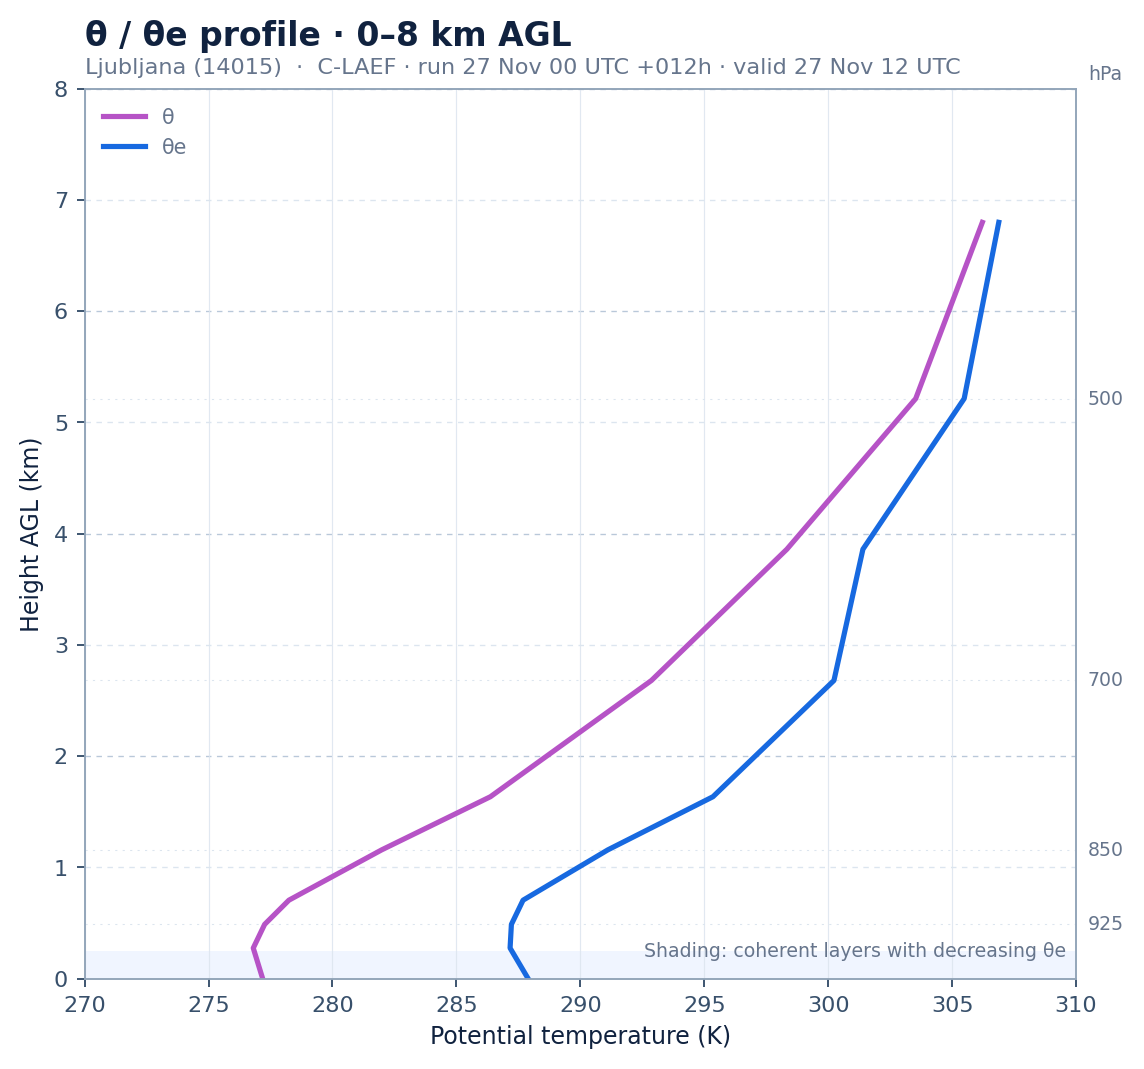 θ / θe profile · 0–8 km AGL
Ljubljana (14015)  ·  C-LAEF · run 27 Nov 00 UTC +012h · valid 27 Nov 12 UTC
hPa
θ
θe
8
7
6
5
4
3
2
1
0
Height AGL (km)
500
700
850
925
Shading: coherent layers with decreasing θe
270 275 280 285 290 295 300 305 310
Potential temperature (K)